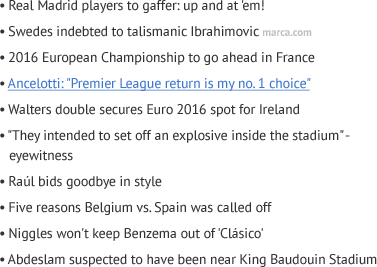 • Real Madrid players to gaffer: up and at 'em!
• Swedes indebted to talismanic Ibrahimovic marca.com
• 2016 European Championship to go ahead in France
• Ancelotti: "Premier League return is my no. 1 choice"
• Walters double secures Euro 2016 spot for Ireland
• "They intended to set off an explosive inside the stadium" -
eyewitness
• Raúl bids goodbye in style
• Five reasons Belgium vs. Spain was called off
• Niggles won't keep Benzema out of 'Clásico'
• Abdeslam suspected to have been near King Baudouin Stadium